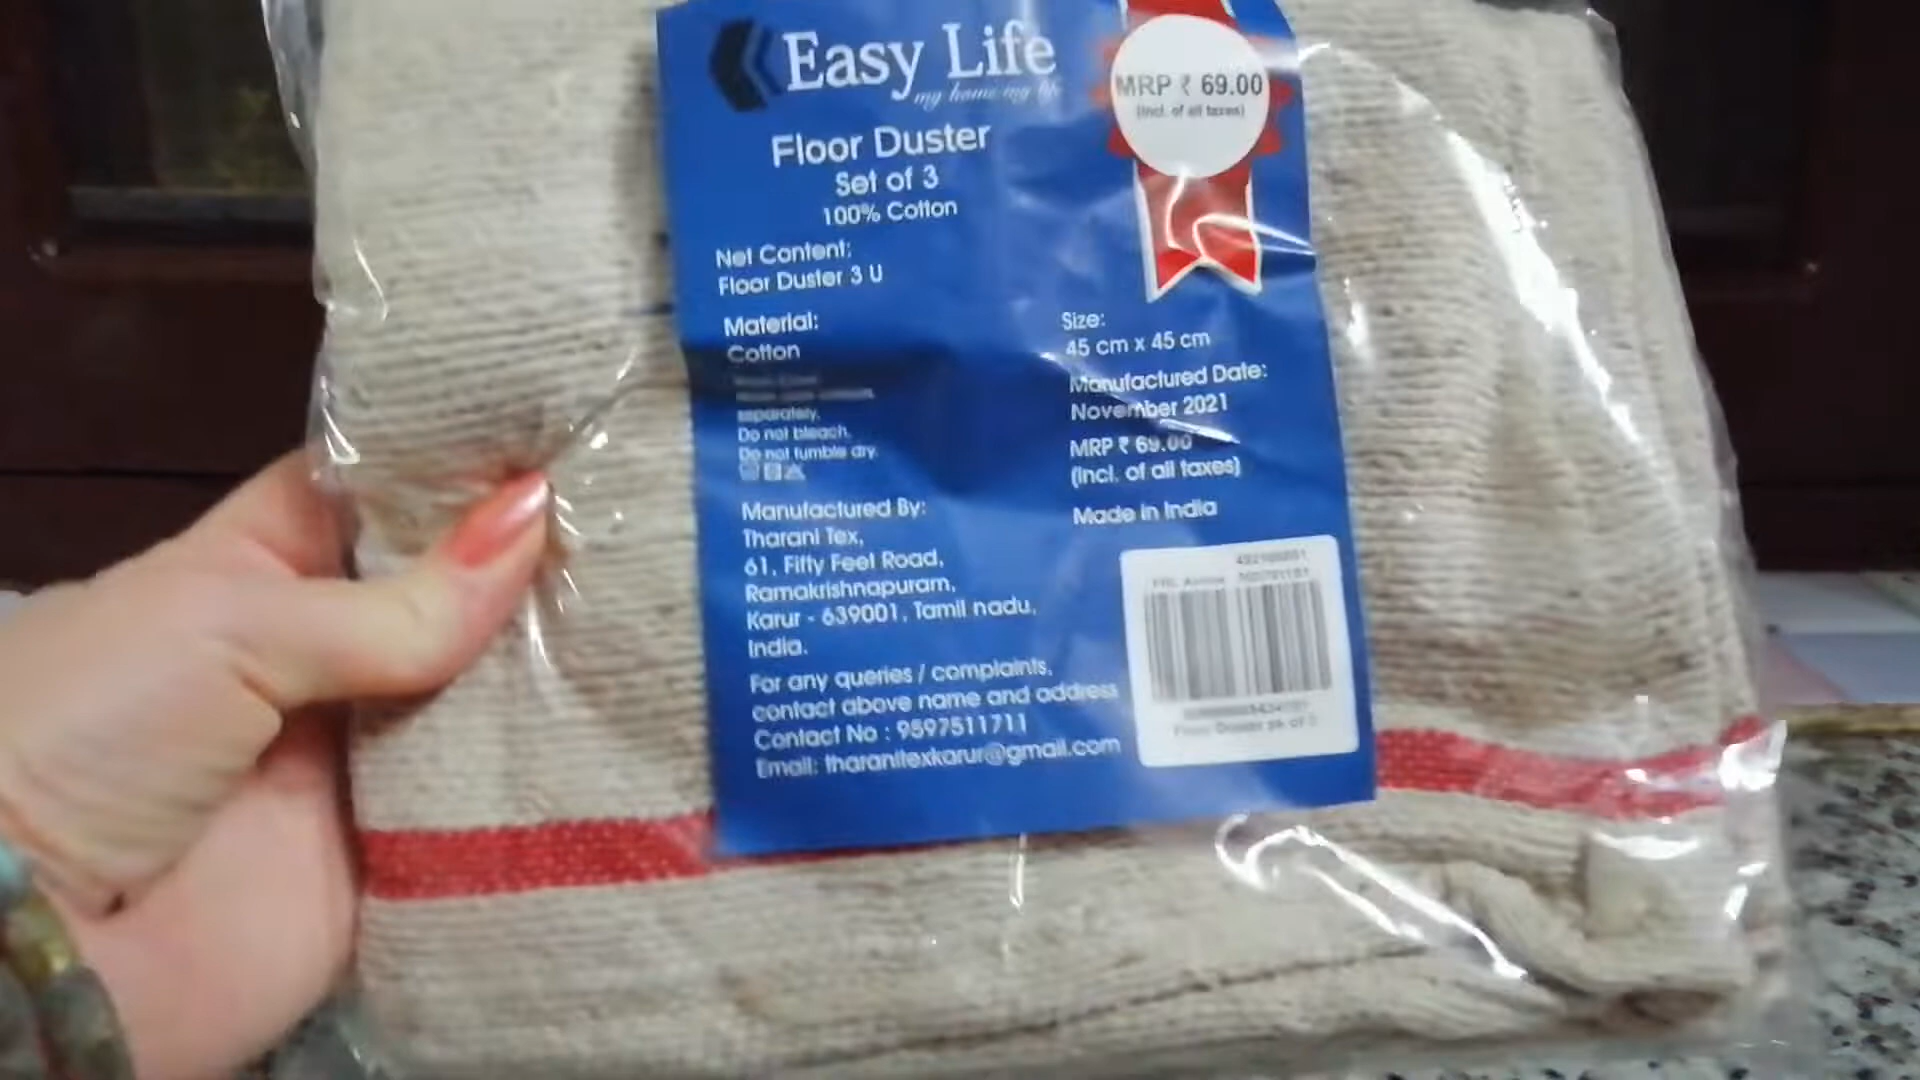 Easy Life
my home my life
MRP ₹ 69.00
(Incl. of all taxes)
Floor Duster
Set of 3
100% Cotton
Net Content:
Floor Duster 3 U
Material:
Cotton
separately.
Do not bleach.
Do not tumble dry.
Size:
45 cm x 45 cm
Manufactured Date:
November 2021
MRP ₹ 69.00
(Incl. of all taxes)
Made in India
Manufactured By:
Tharani Tex,
61, Fifty Feet Road,
Ramakrishnapuram,
Karur - 639001, Tamil nadu,
India.
For any queries / complaints,
contact above name and address
Contact No : 9597511711
Email: tharanitexkarur@gmail.com
Floor Duster